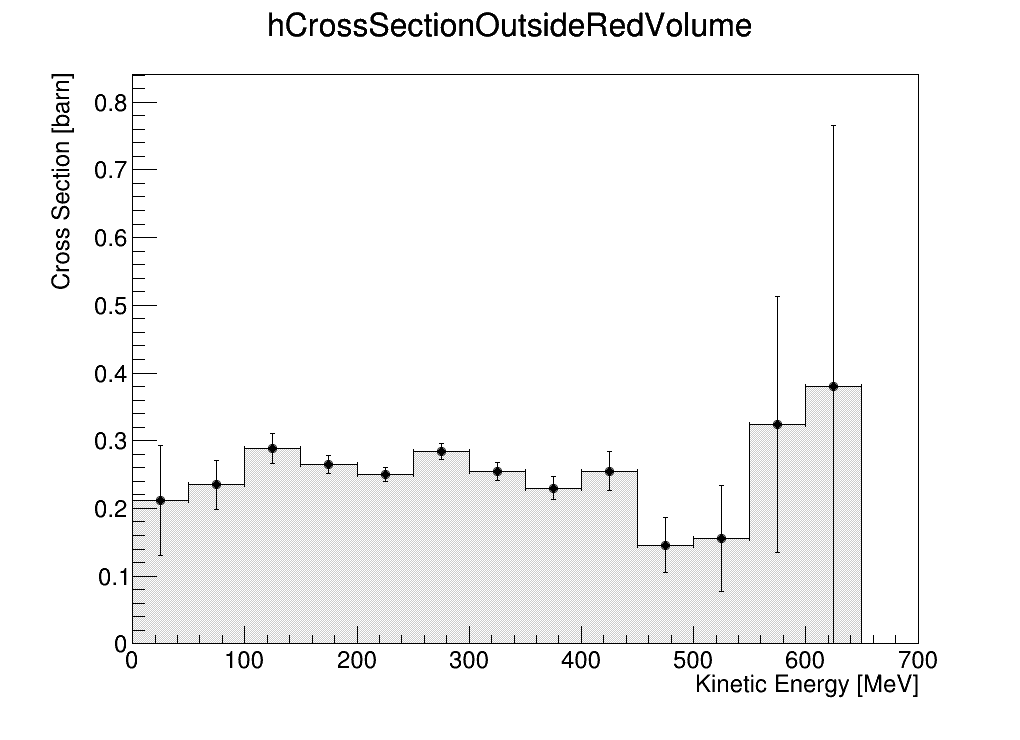 hCrossSectionOutsideRedVolume
Cross Section [barn]
0.8
0.7
0.6
0.5
0.4
0.3
0.2
0.1
0
0 100 200 300 400 500 600 700
Kinetic Energy [MeV]